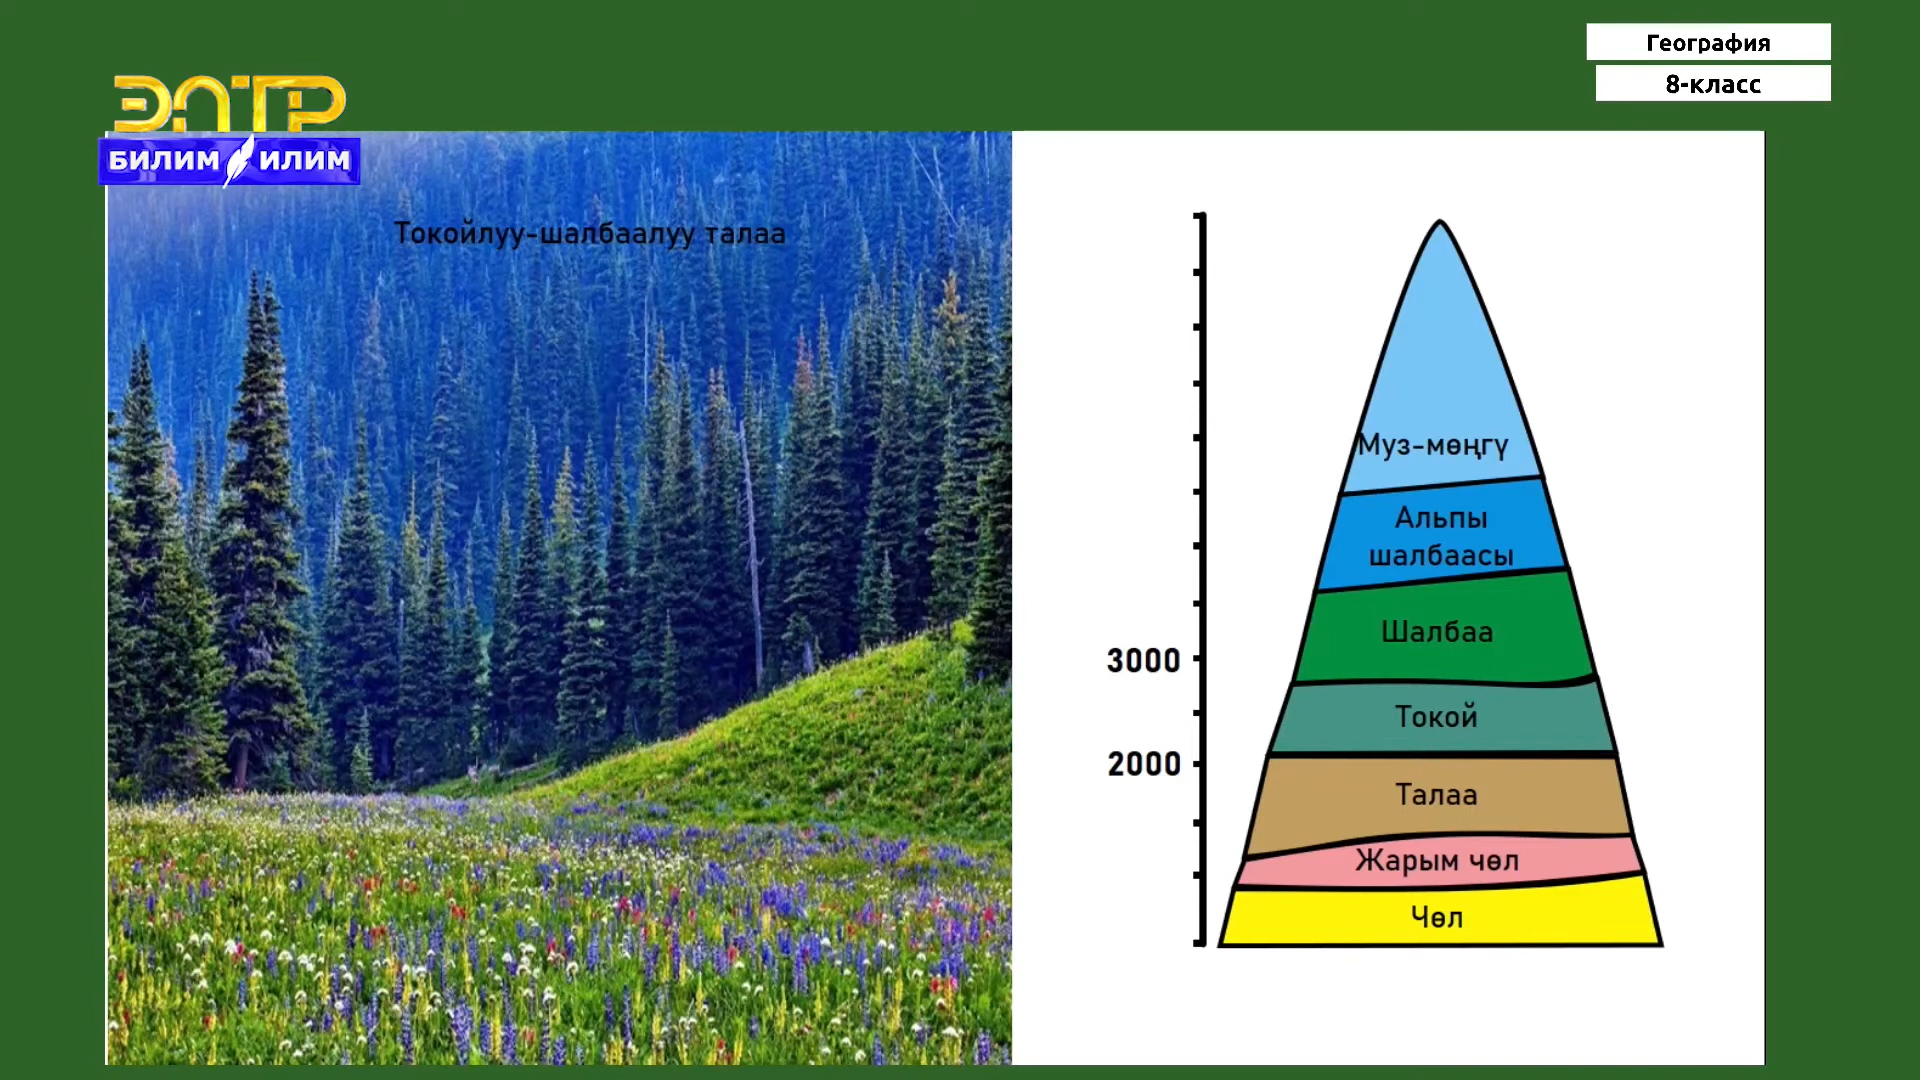 География
8-класс
ЭЛТР
БИЛИМ ИЛИМ
Токойлуу-шалбаалуу талаа
Муз-мөңгү
Альпы
шалбаасы
Шалбаа
3000
Токой
2000
Талаа
Жарым чөл
Чөл